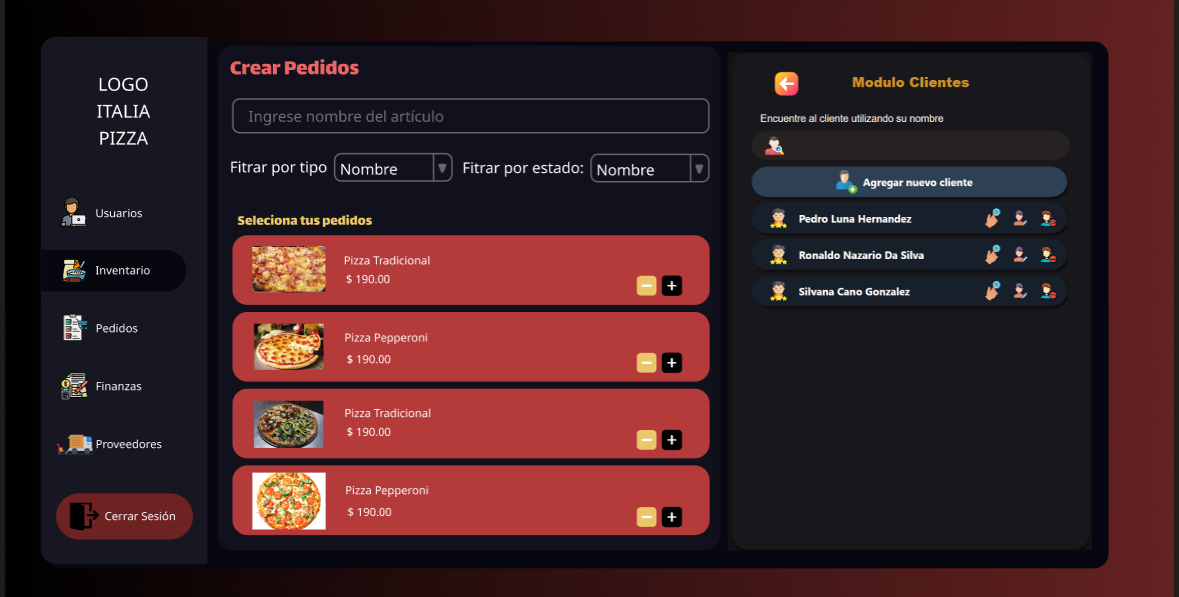 LOGO
ITALIA
PIZZA
Usuarios
Inventario
Pedidos
Finanzas
Proveedores
Cerrar Sesión
Crear Pedidos
Ingrese nombre del artículo
Fitrar por tipo
Nombre
Fitrar por estado:
Nombre
Seleciona tus pedidos
Pizza Tradicional
$ 190.00
Pizza Pepperoni
$ 190.00
Pizza Tradicional
$ 190.00
Pizza Pepperoni
$ 190.00
Modulo Clientes
Encuentre al cliente utilizando su nombre
Agregar nuevo cliente
Pedro Luna Hernandez
Ronaldo Nazario Da Silva
Silvana Cano Gonzalez